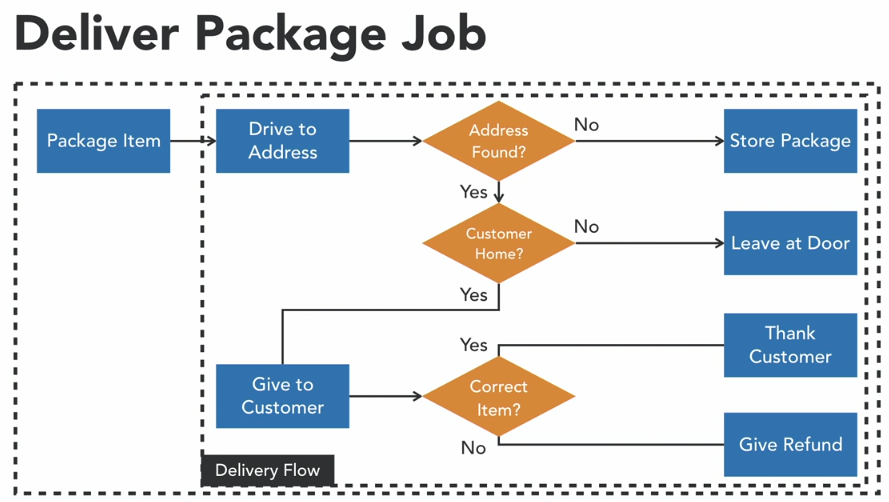 Deliver Package Job
Package Item
Drive to
Address
Address
Found?
No
Store Package
Yes
Customer
Home?
No
Leave at Door
Yes
Give to
Customer
Yes
Correct
Item?
Thank
Customer
No
Give Refund
Delivery Flow